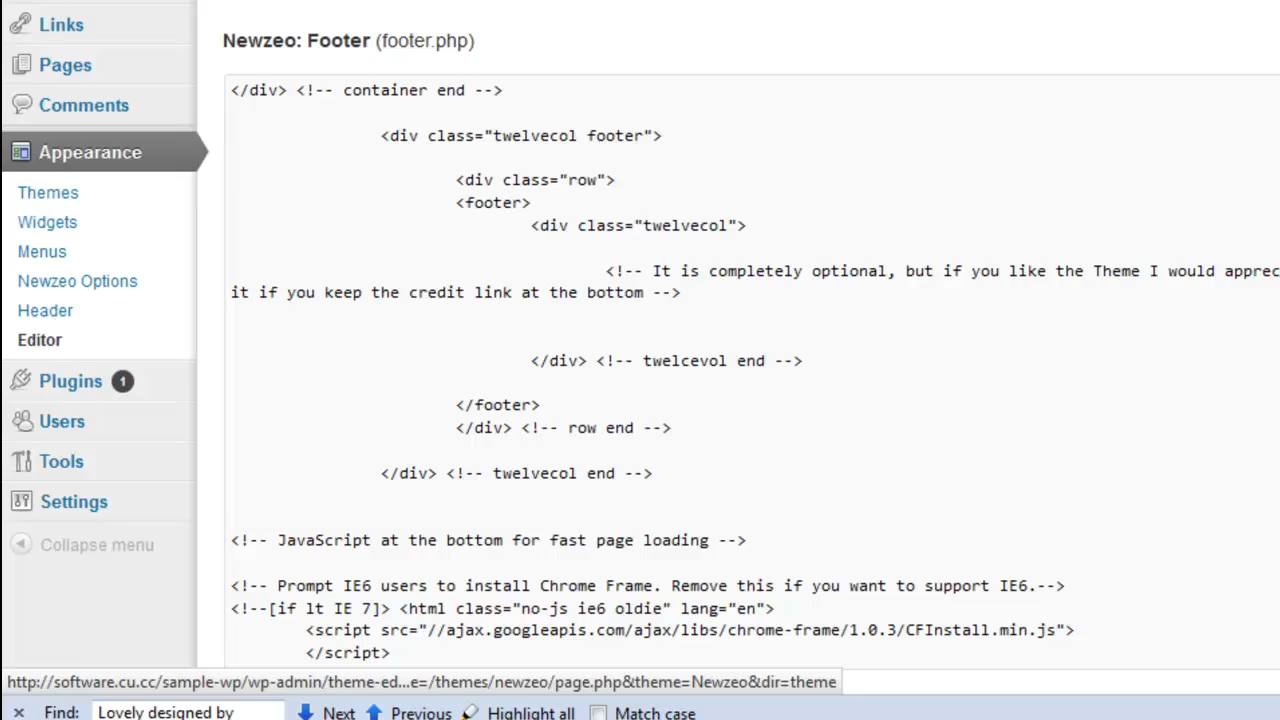 Links
Pages
Comments
Appearance
Themes
Widgets
Menus
Newzeo Options
Header
Editor
Plugins 1
Users
Tools
Settings
Collapse menu
Newzeo: Footer (footer.php)
</div> <!-- container end -->
<div class="twelvecol footer">
<div class="row">
<footer>
<div class="twelvecol">
<!-- It is completely optional, but if you like the Theme I would apprec
it if you keep the credit link at the bottom -->
</div> <!-- twelcevol end -->
</footer>
</div> <!-- row end -->
</div> <!-- twelvecol end -->
<!-- JavaScript at the bottom for fast page loading -->
<!-- Prompt IE6 users to install Chrome Frame. Remove this if you want to support IE6.-->
<!--[if lt IE 7]> <html class="no-js ie6 oldie" lang="en">
<script src="//ajax.googleapis.com/ajax/libs/chrome-frame/1.0.3/CFInstall.min.js">
</script>
http://software.cu.cc/sample-wp/wp-admin/theme-ed...e=/themes/newzeo/page.php&theme=Newzeo&dir=theme
Find: Lovely designed by Next Previous Highlight all Match case